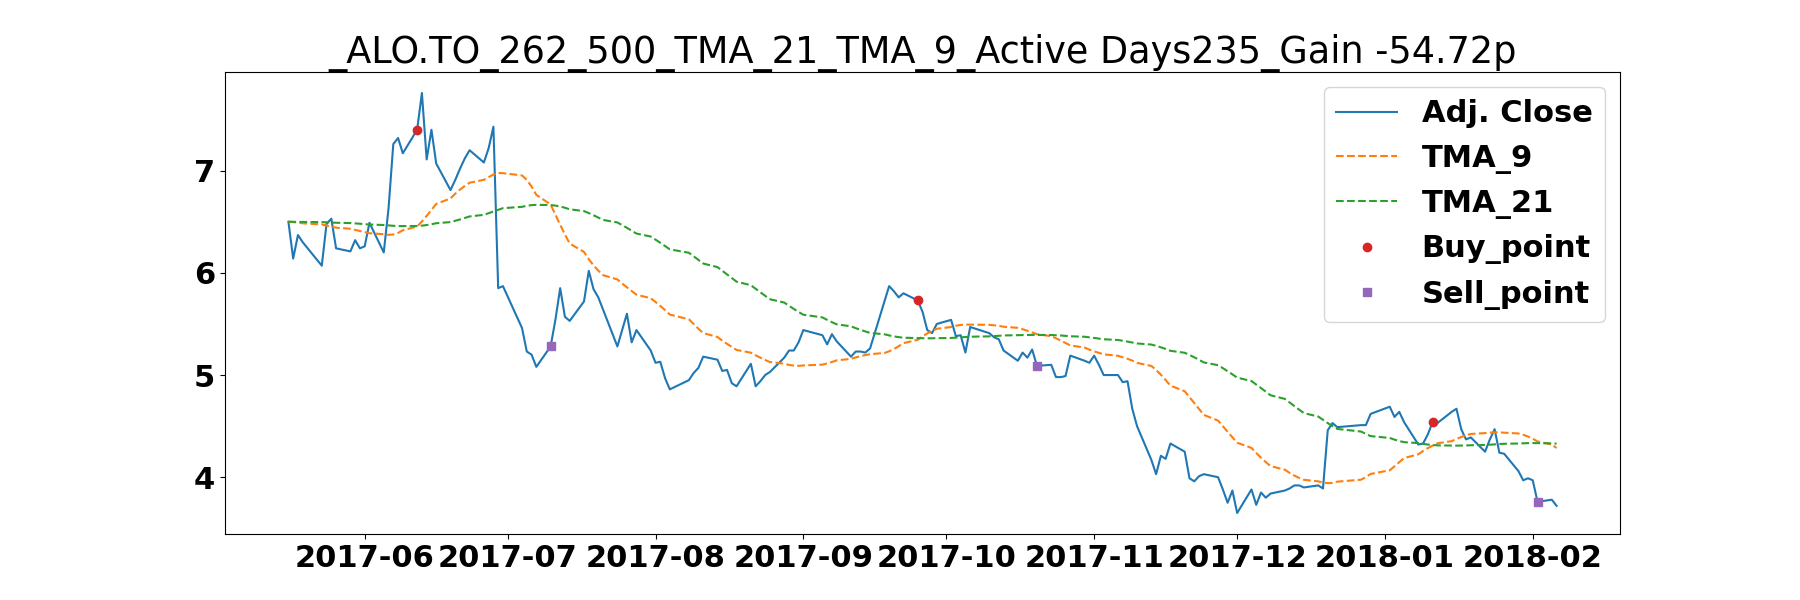 _ALO.TO_262_500_TMA_21_TMA_9_Active Days235_Gain -54.72p
Adj. Close
TMA_9
TMA_21
Buy_point
Sell_point
7
6
5
4
2017-06 2017-07 2017-08 2017-09 2017-10 2017-11 2017-12 2018-01 2018-02